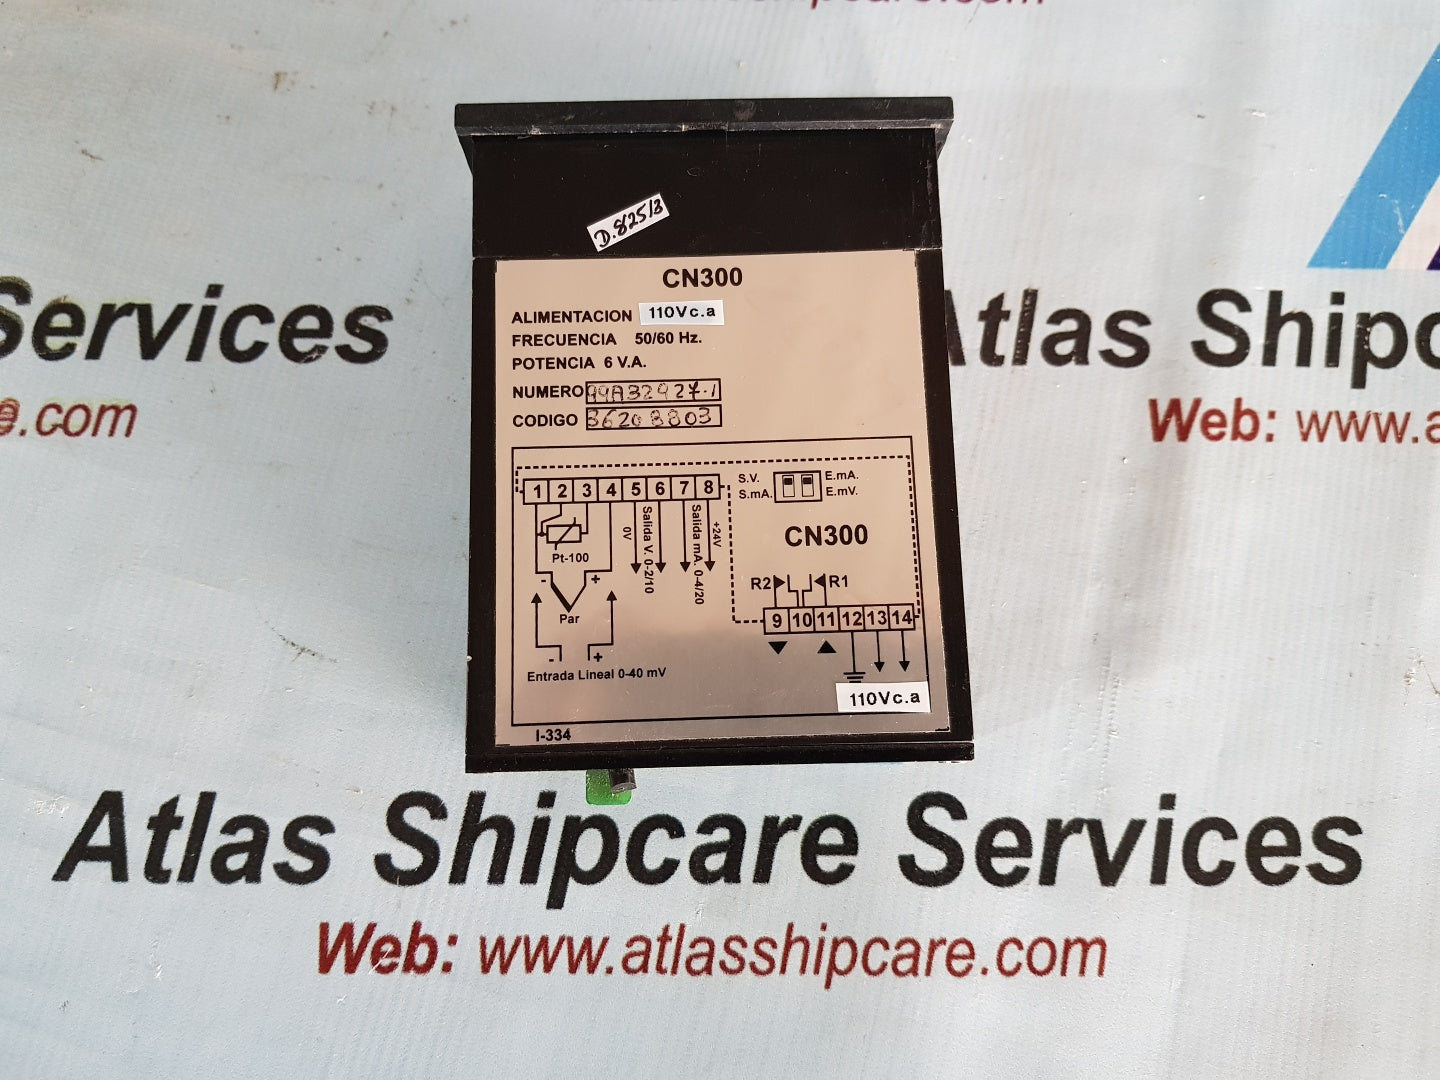 D.825/3
CN300
ALIMENTACION 110Vc.a
FRECUENCIA 50/60 Hz.
POTENCIA 6 V.A.
NUMERO 99A32927.1
CODIGO 36208803
1 2 3 4 5 6 7 8
S.V. E.mA.
S.mA. E.mV.
0V
Salida V. 0-2/10
Salida mA. 0-4/20
+24V
CN300
Pt-100
- +
Par
R2 R1
9 10 11 12 13 14
- +
Entrada Lineal 0-40 mV
110Vc.a
I-334
Services
Atlas Shipc
e.com
Web: www.a
Atlas Shipcare Services
Web: www.atlasshipcare.com